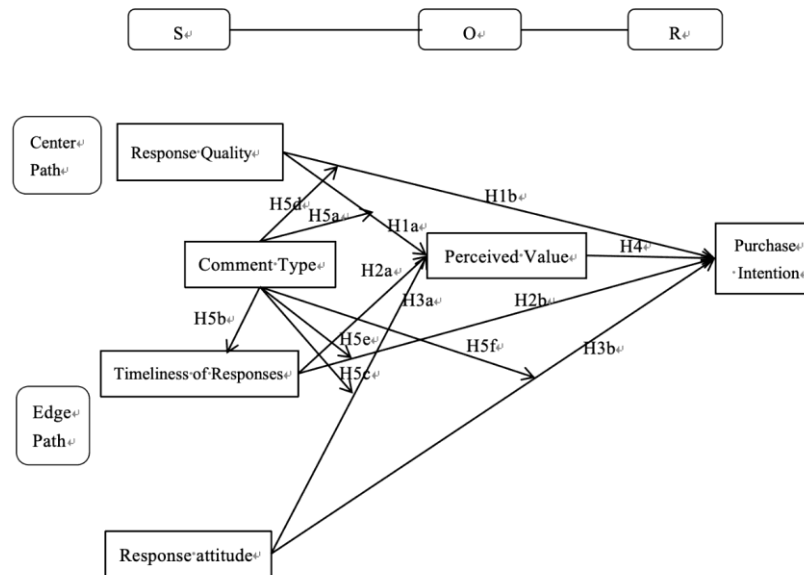 S
O
R
Center
Path
Response Quality
H5d
H5a
H1b
H1a
Comment Type
H2a
Perceived Value
H4
Purchase
Intention
H3a
H2b
H5b
H5e
H5f
H5c
H3b
Timeliness of Responses
Edge
Path
Response attitude